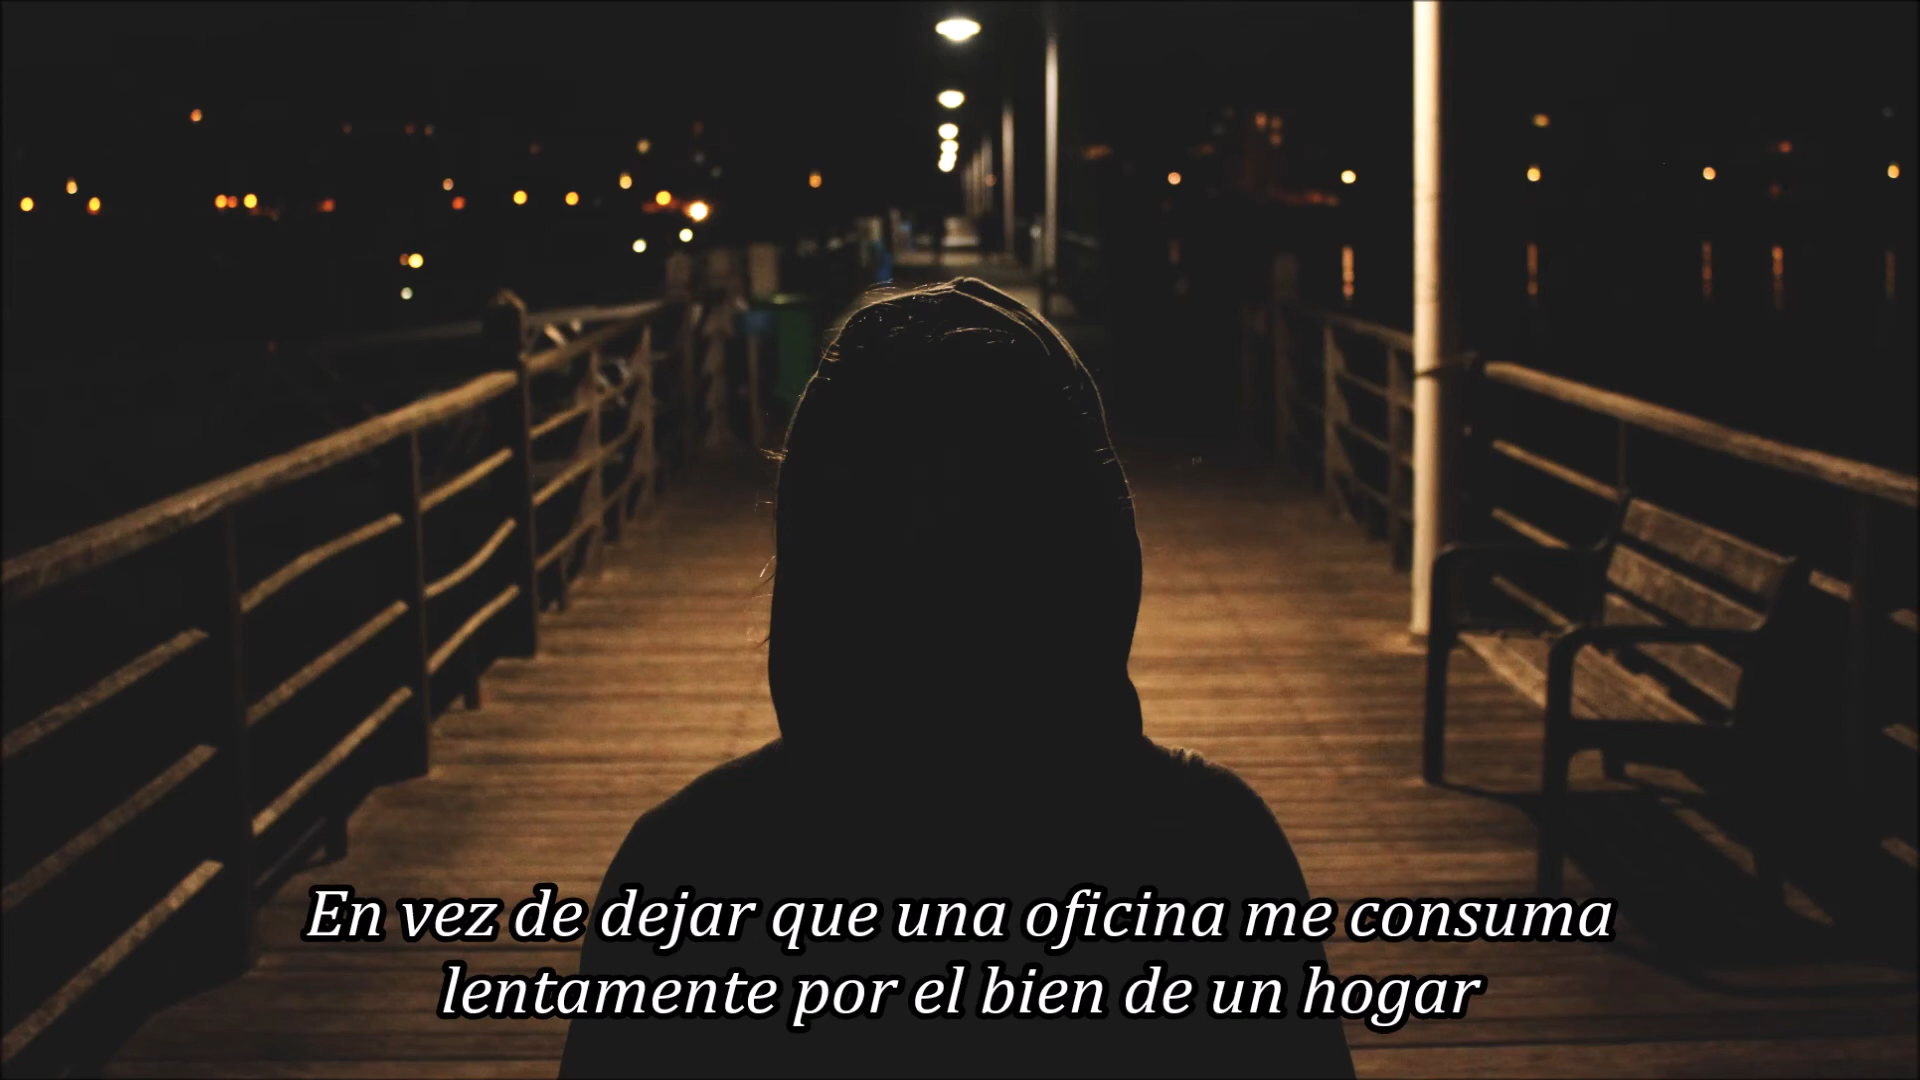 En vez de dejar que una oficina me consuma
lentamente por el bien de un hogar